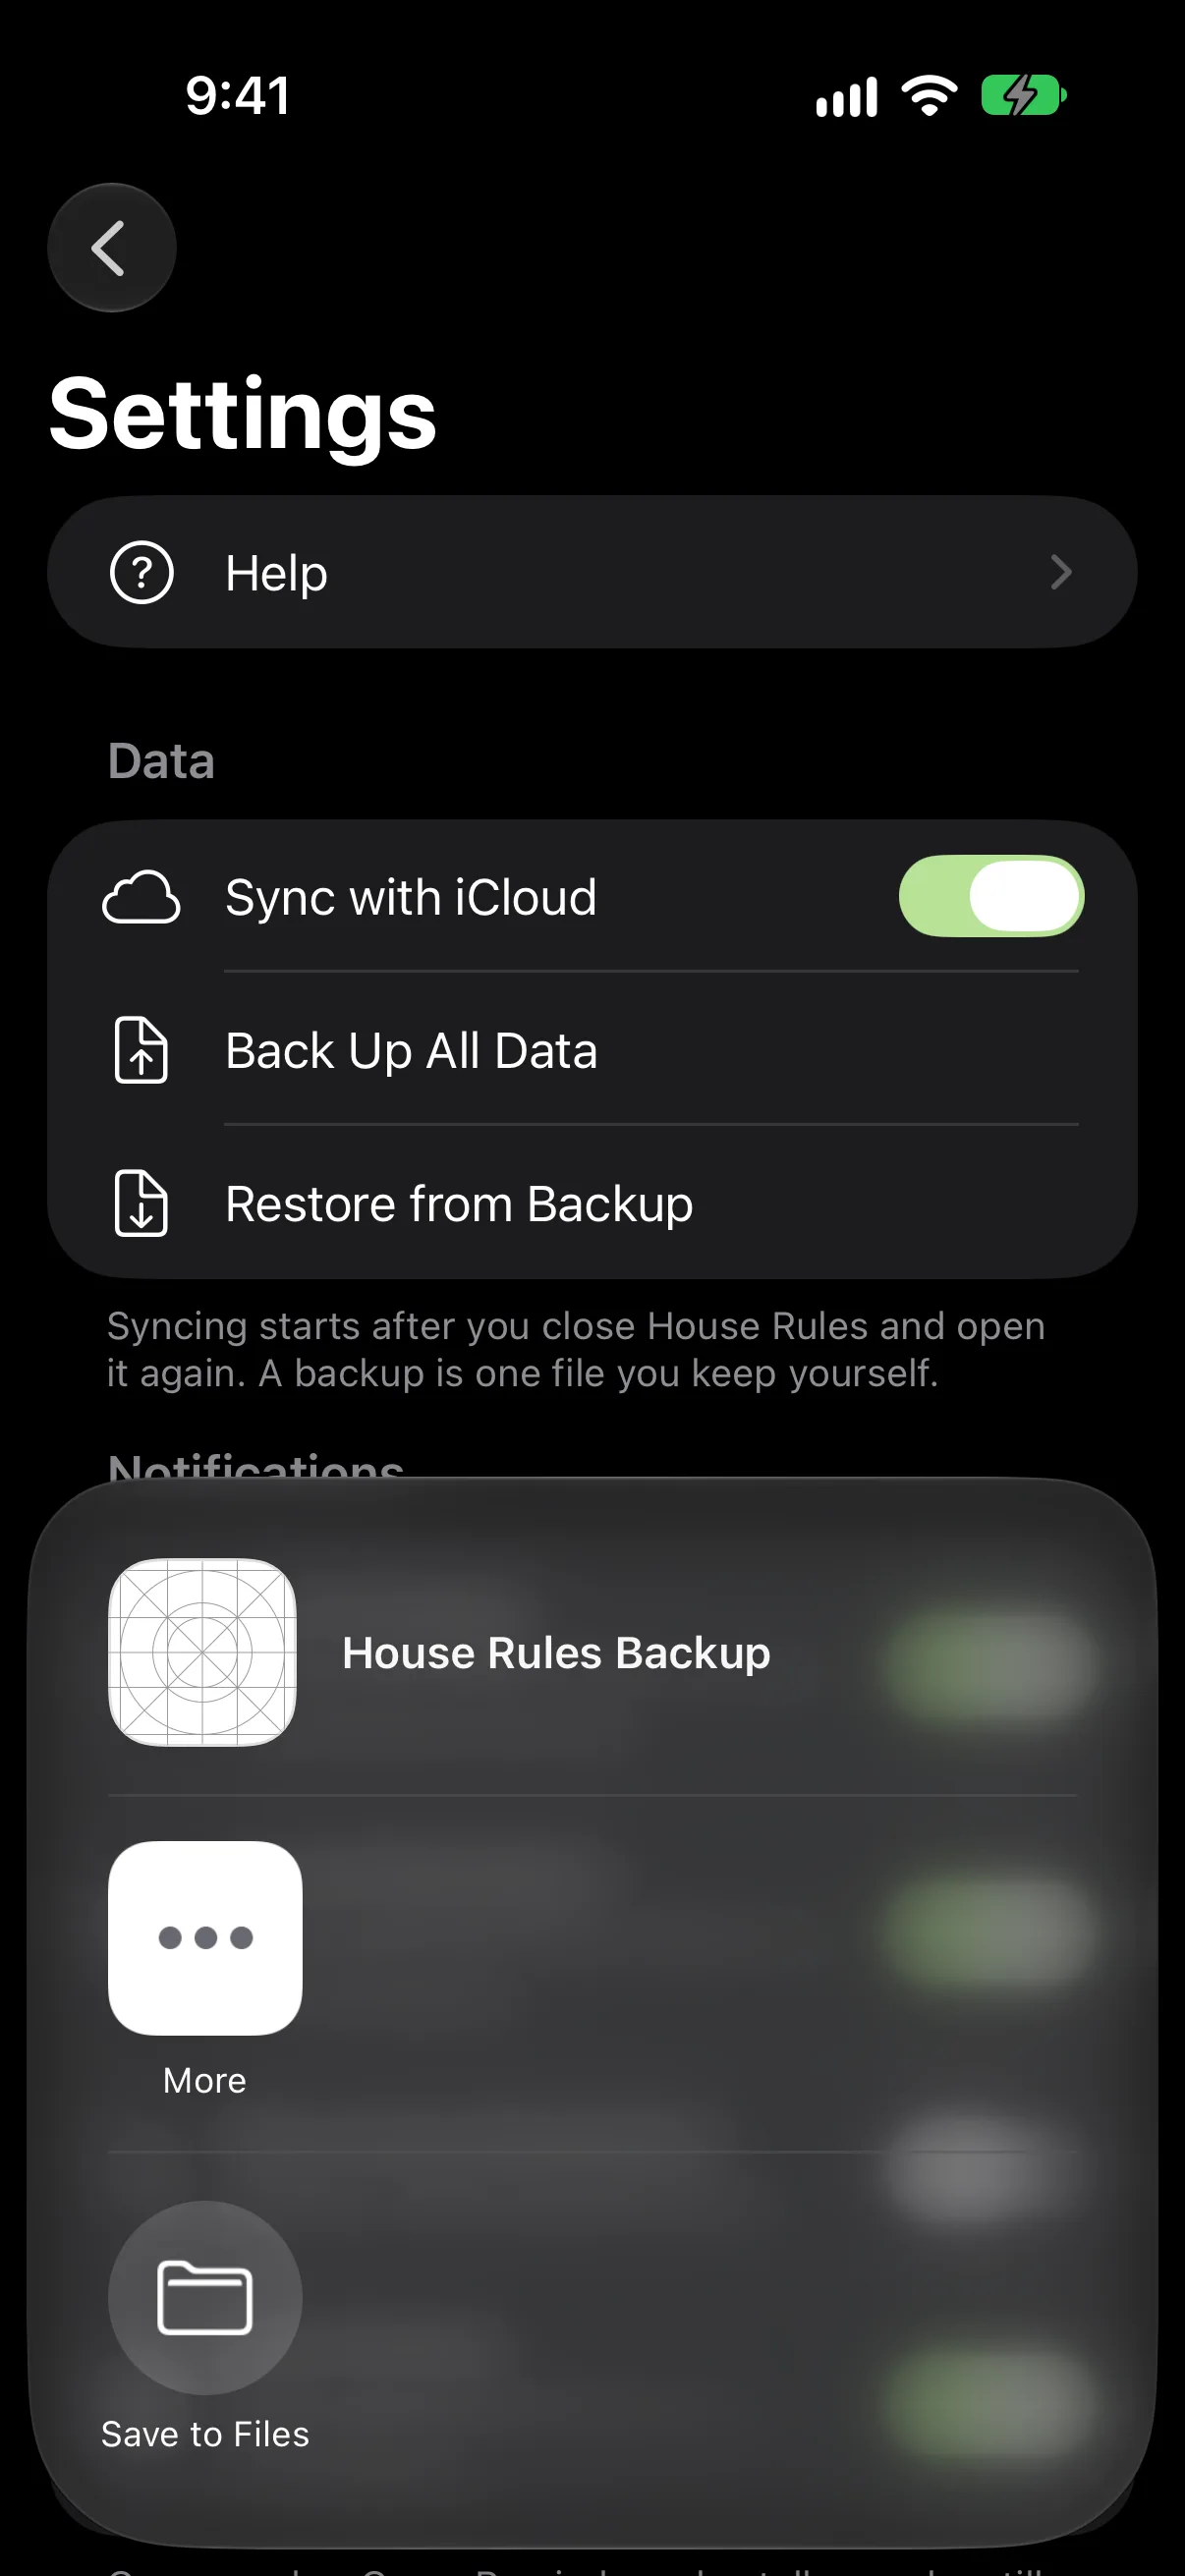 9:41
Settings
Help
Data
Sync with iCloud
Back Up All Data
Restore from Backup
Syncing starts after you close House Rules and open
it again. A backup is one file you keep yourself.
Notifications
House Rules Backup
More
Save to Files